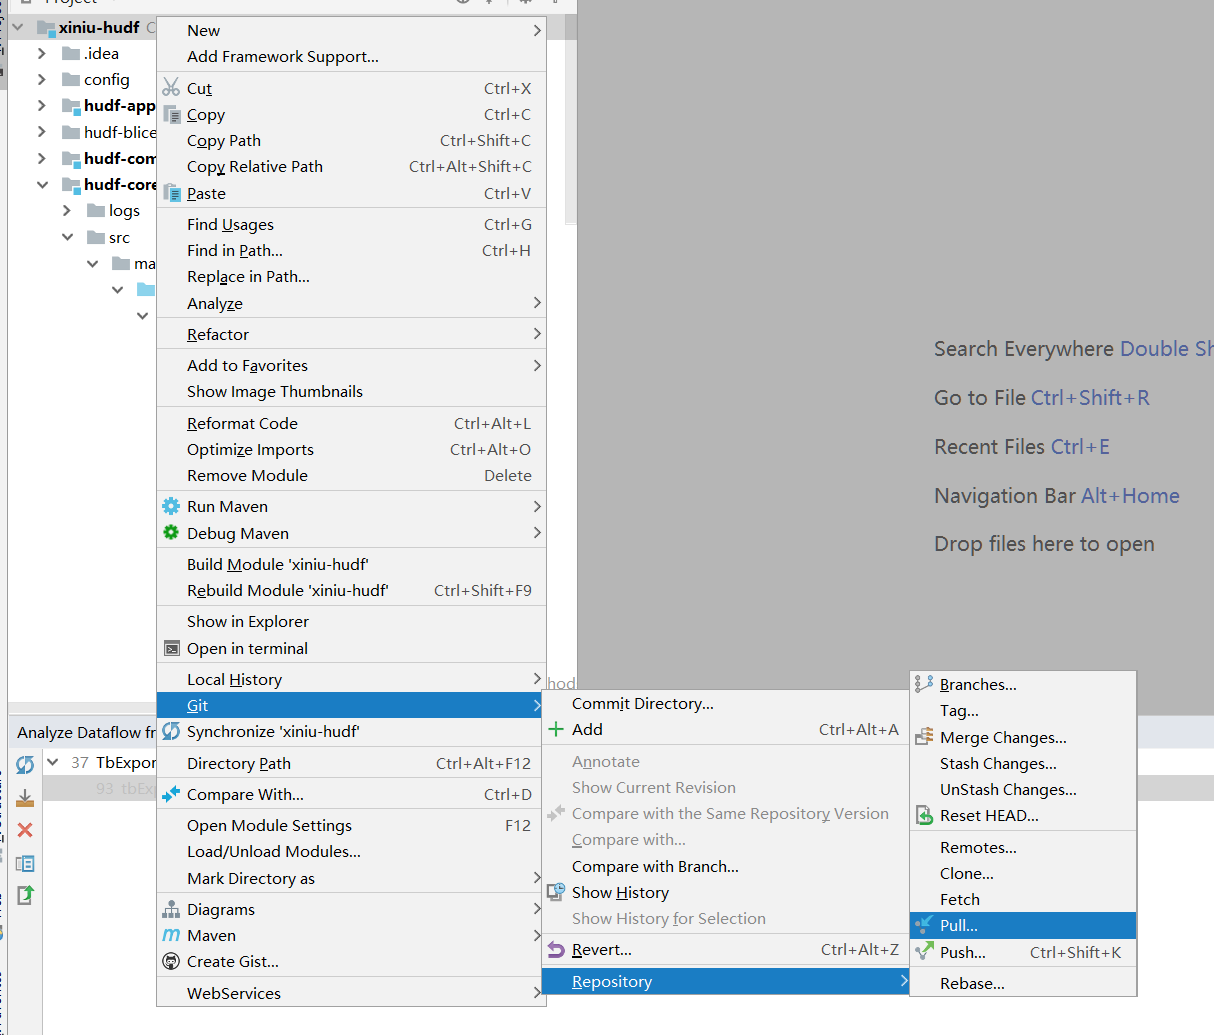 Project
xiniu-hudf
.idea
config
hudf-app
hudf-blice
hudf-com
hudf-core
logs
src
ma
New
Add Framework Support...
Cut Ctrl+X
Copy Ctrl+C
Copy Path Ctrl+Shift+C
Copy Relative Path Ctrl+Alt+Shift+C
Paste Ctrl+V
Find Usages Ctrl+G
Find in Path... Ctrl+H
Replace in Path...
Analyze
Refactor
Add to Favorites
Show Image Thumbnails
Reformat Code Ctrl+Alt+L
Optimize Imports Ctrl+Alt+O
Remove Module Delete
Run Maven
Debug Maven
Build Module 'xiniu-hudf'
Rebuild Module 'xiniu-hudf' Ctrl+Shift+F9
Show in Explorer
Open in terminal
Local History
Git
Synchronize 'xiniu-hudf'
Directory Path Ctrl+Alt+F12
Compare With... Ctrl+D
Open Module Settings F12
Load/Unload Modules...
Mark Directory as
Diagrams
Maven
Create Gist...
WebServices
Search Everywhere Double Sh
Go to File Ctrl+Shift+R
Recent Files Ctrl+E
Navigation Bar Alt+Home
Drop files here to open
hod
Analyze Dataflow fr
37 TbExpor
93 tbExp
Commit Directory...
Add Ctrl+Alt+A
Annotate
Show Current Revision
Compare with the Same Repository Version
Compare with...
Compare with Branch...
Show History
Show History for Selection
Revert... Ctrl+Alt+Z
Repository
Branches...
Tag...
Merge Changes...
Stash Changes...
UnStash Changes...
Reset HEAD...
Remotes...
Clone...
Fetch
Pull...
Push... Ctrl+Shift+K
Rebase...